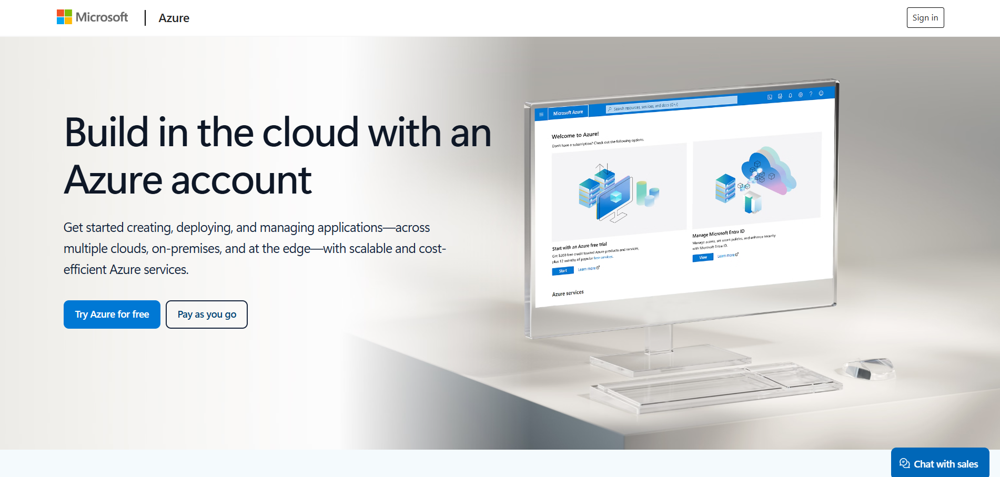 Microsoft
Azure
Sign in
Build in the cloud with an
Azure account
Get started creating, deploying, and managing applications—across
multiple clouds, on-premises, and at the edge—with scalable and cost-
efficient Azure services.
Try Azure for free
Pay as you go
Microsoft Azure
Search resources, services, and docs (G+/)
Welcome to Azure!
Don't have a subscription? Check out the following options.
Start with an Azure free trial
Get $200 free credit toward Azure products and services,
plus 12 months of popular free services.
Start
Learn more
Manage Microsoft Entra ID
Manage access, set smart policies, and enhance security
with Microsoft Entra ID.
View
Learn more
Azure services
Chat with sales